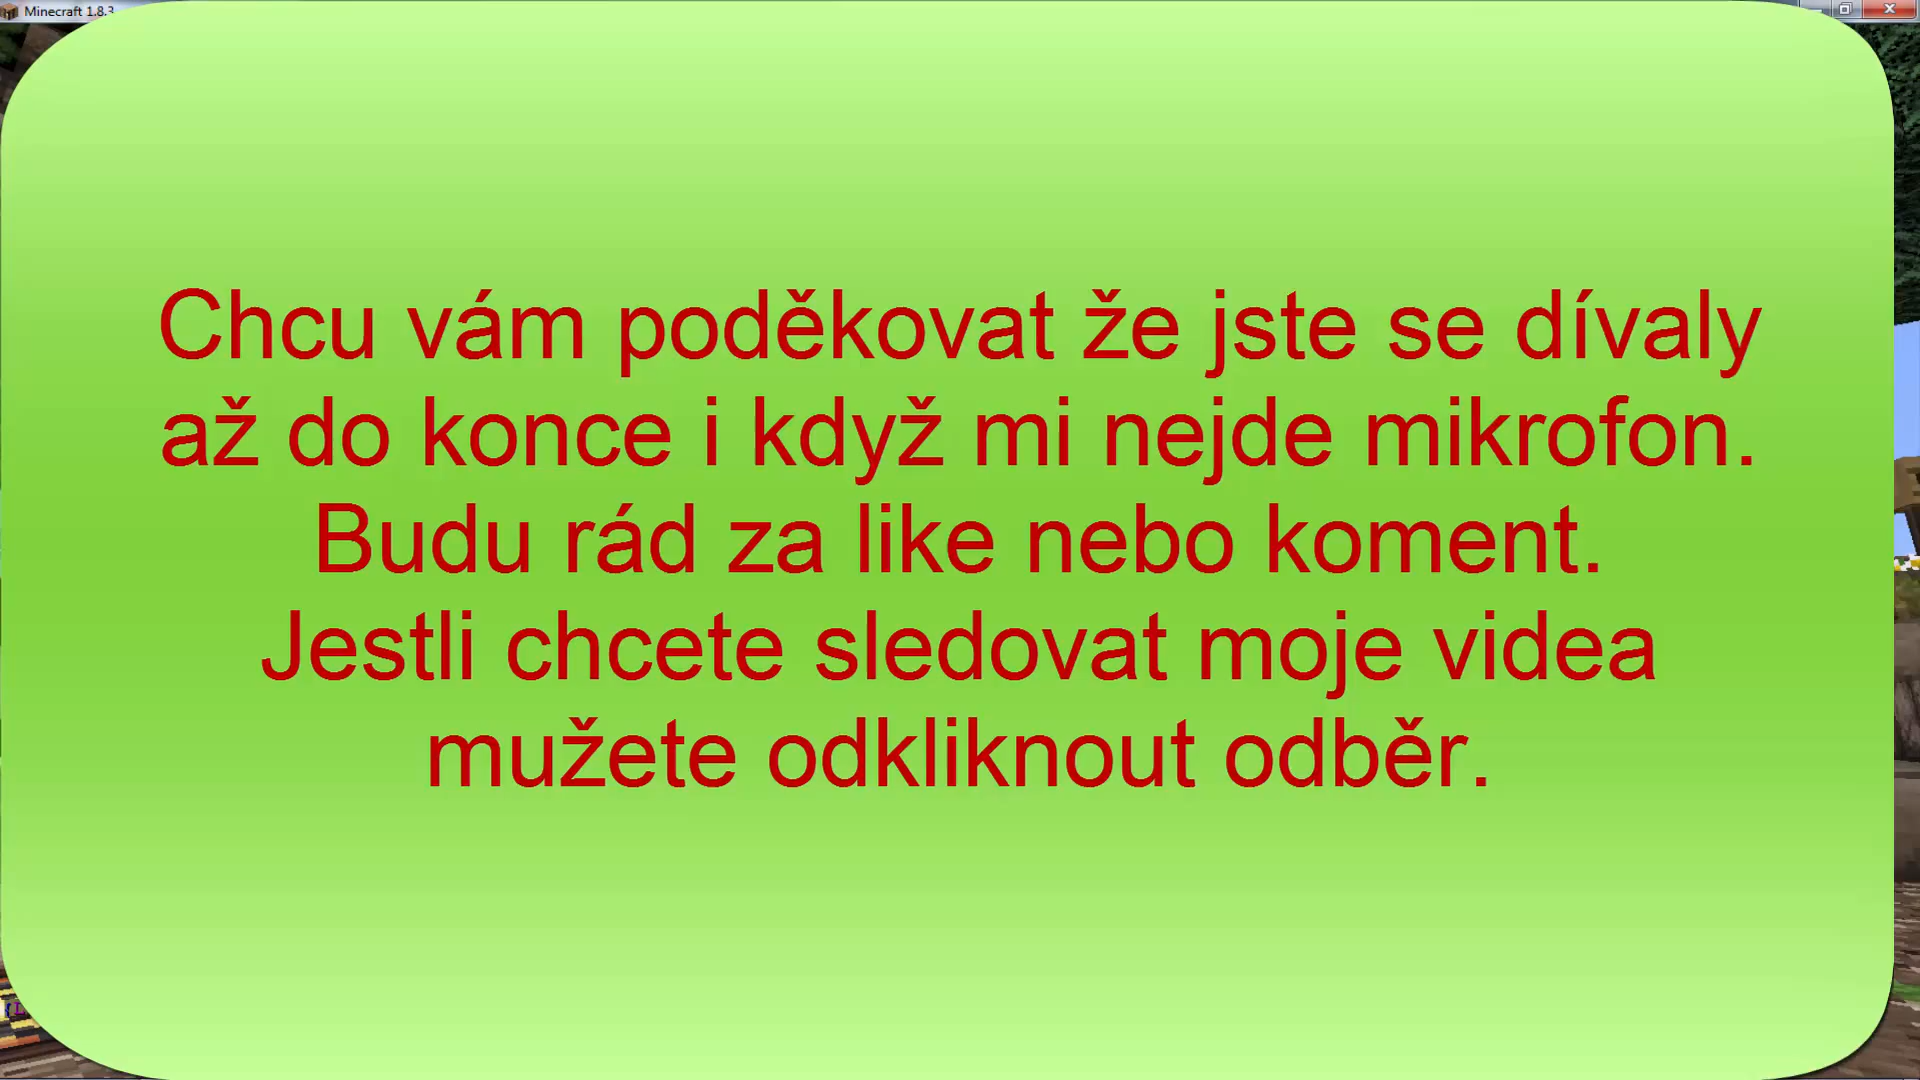 Minecraft 1.8.3
Chcu vám poděkovat že jste se dívaly
až do konce i když mi nejde mikrofon.
Budu rád za like nebo koment.
Jestli chcete sledovat moje videa
mužete odkliknout odběr.